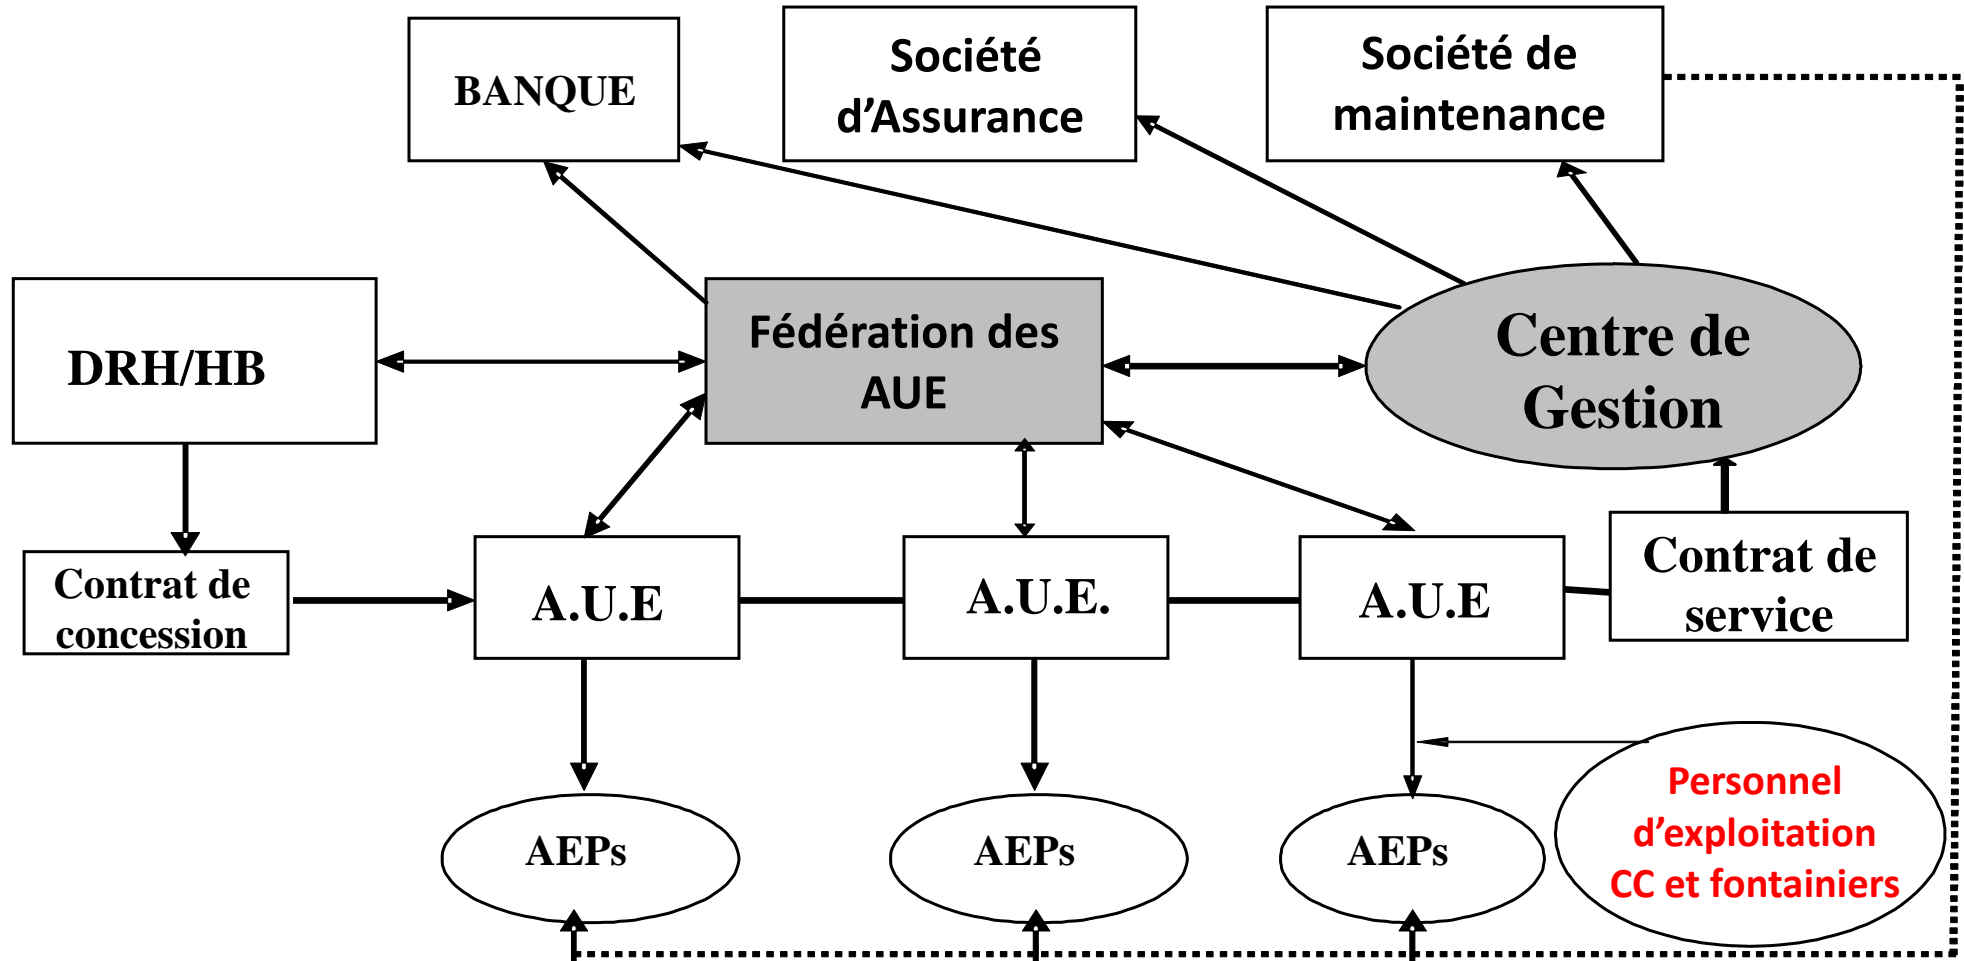 BANQUE
Société
d’Assurance
Société de
maintenance
DRH/HB
Fédération des
AUE
Centre de
Gestion
Contrat de
concession
A.U.E
A.U.E.
A.U.E
Contrat de
service
AEPs
AEPs
AEPs
Personnel
d’exploitation
CC et fontainiers